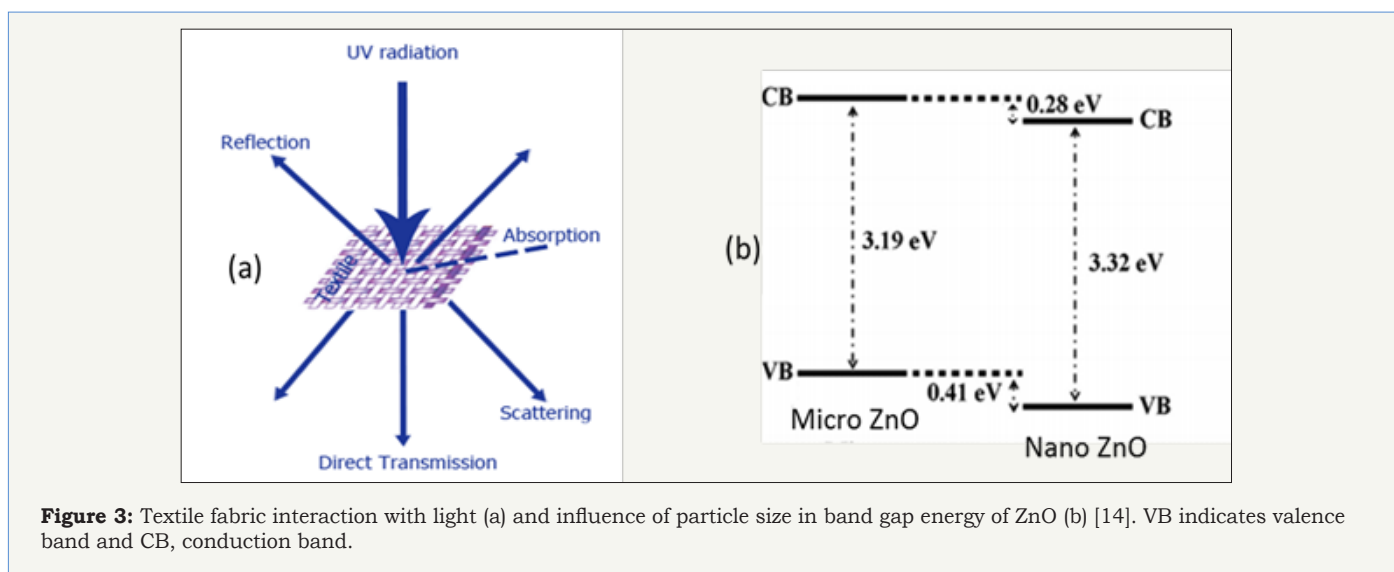 UV radiation
Reflection
Absorption
(a)
Textile
Scattering
Direct Transmission
CB
0.28 eV
CB
(b)
3.19 eV
3.32 eV
VB
0.41 eV
VB
Micro ZnO
Nano ZnO
Figure 3: Textile fabric interaction with light (a) and influence of particle size in band gap energy of ZnO (b) [14]. VB indicates valence
band and CB, conduction band.